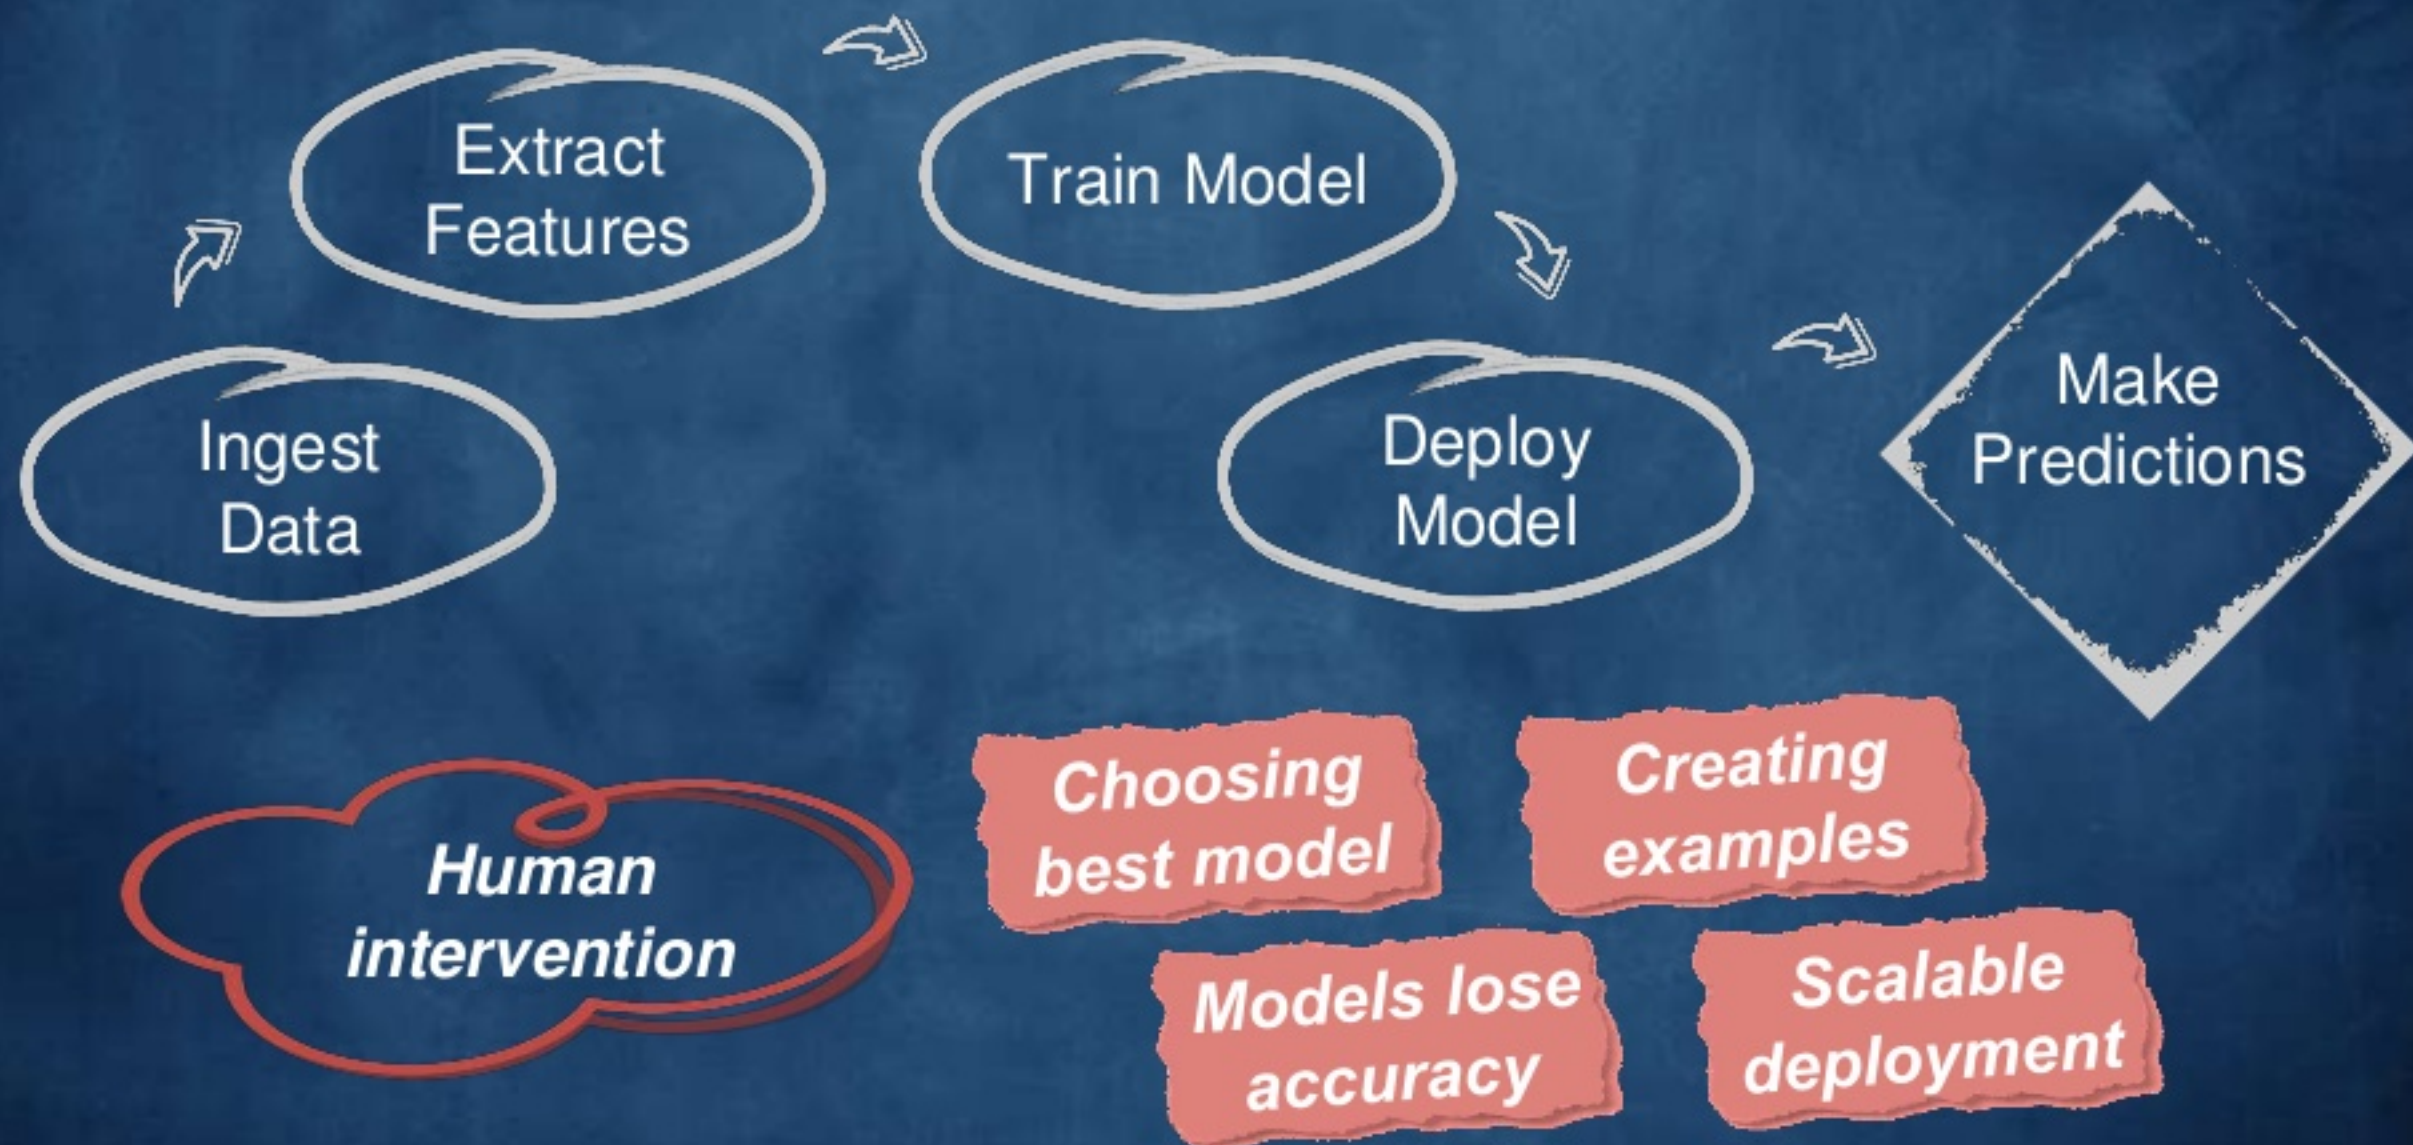 Extract
Features
Train Model
Ingest
Data
Deploy
Model
Make
Predictions
Human
intervention
Choosing
best model
Creating
examples
Models lose
accuracy
Scalable
deployment